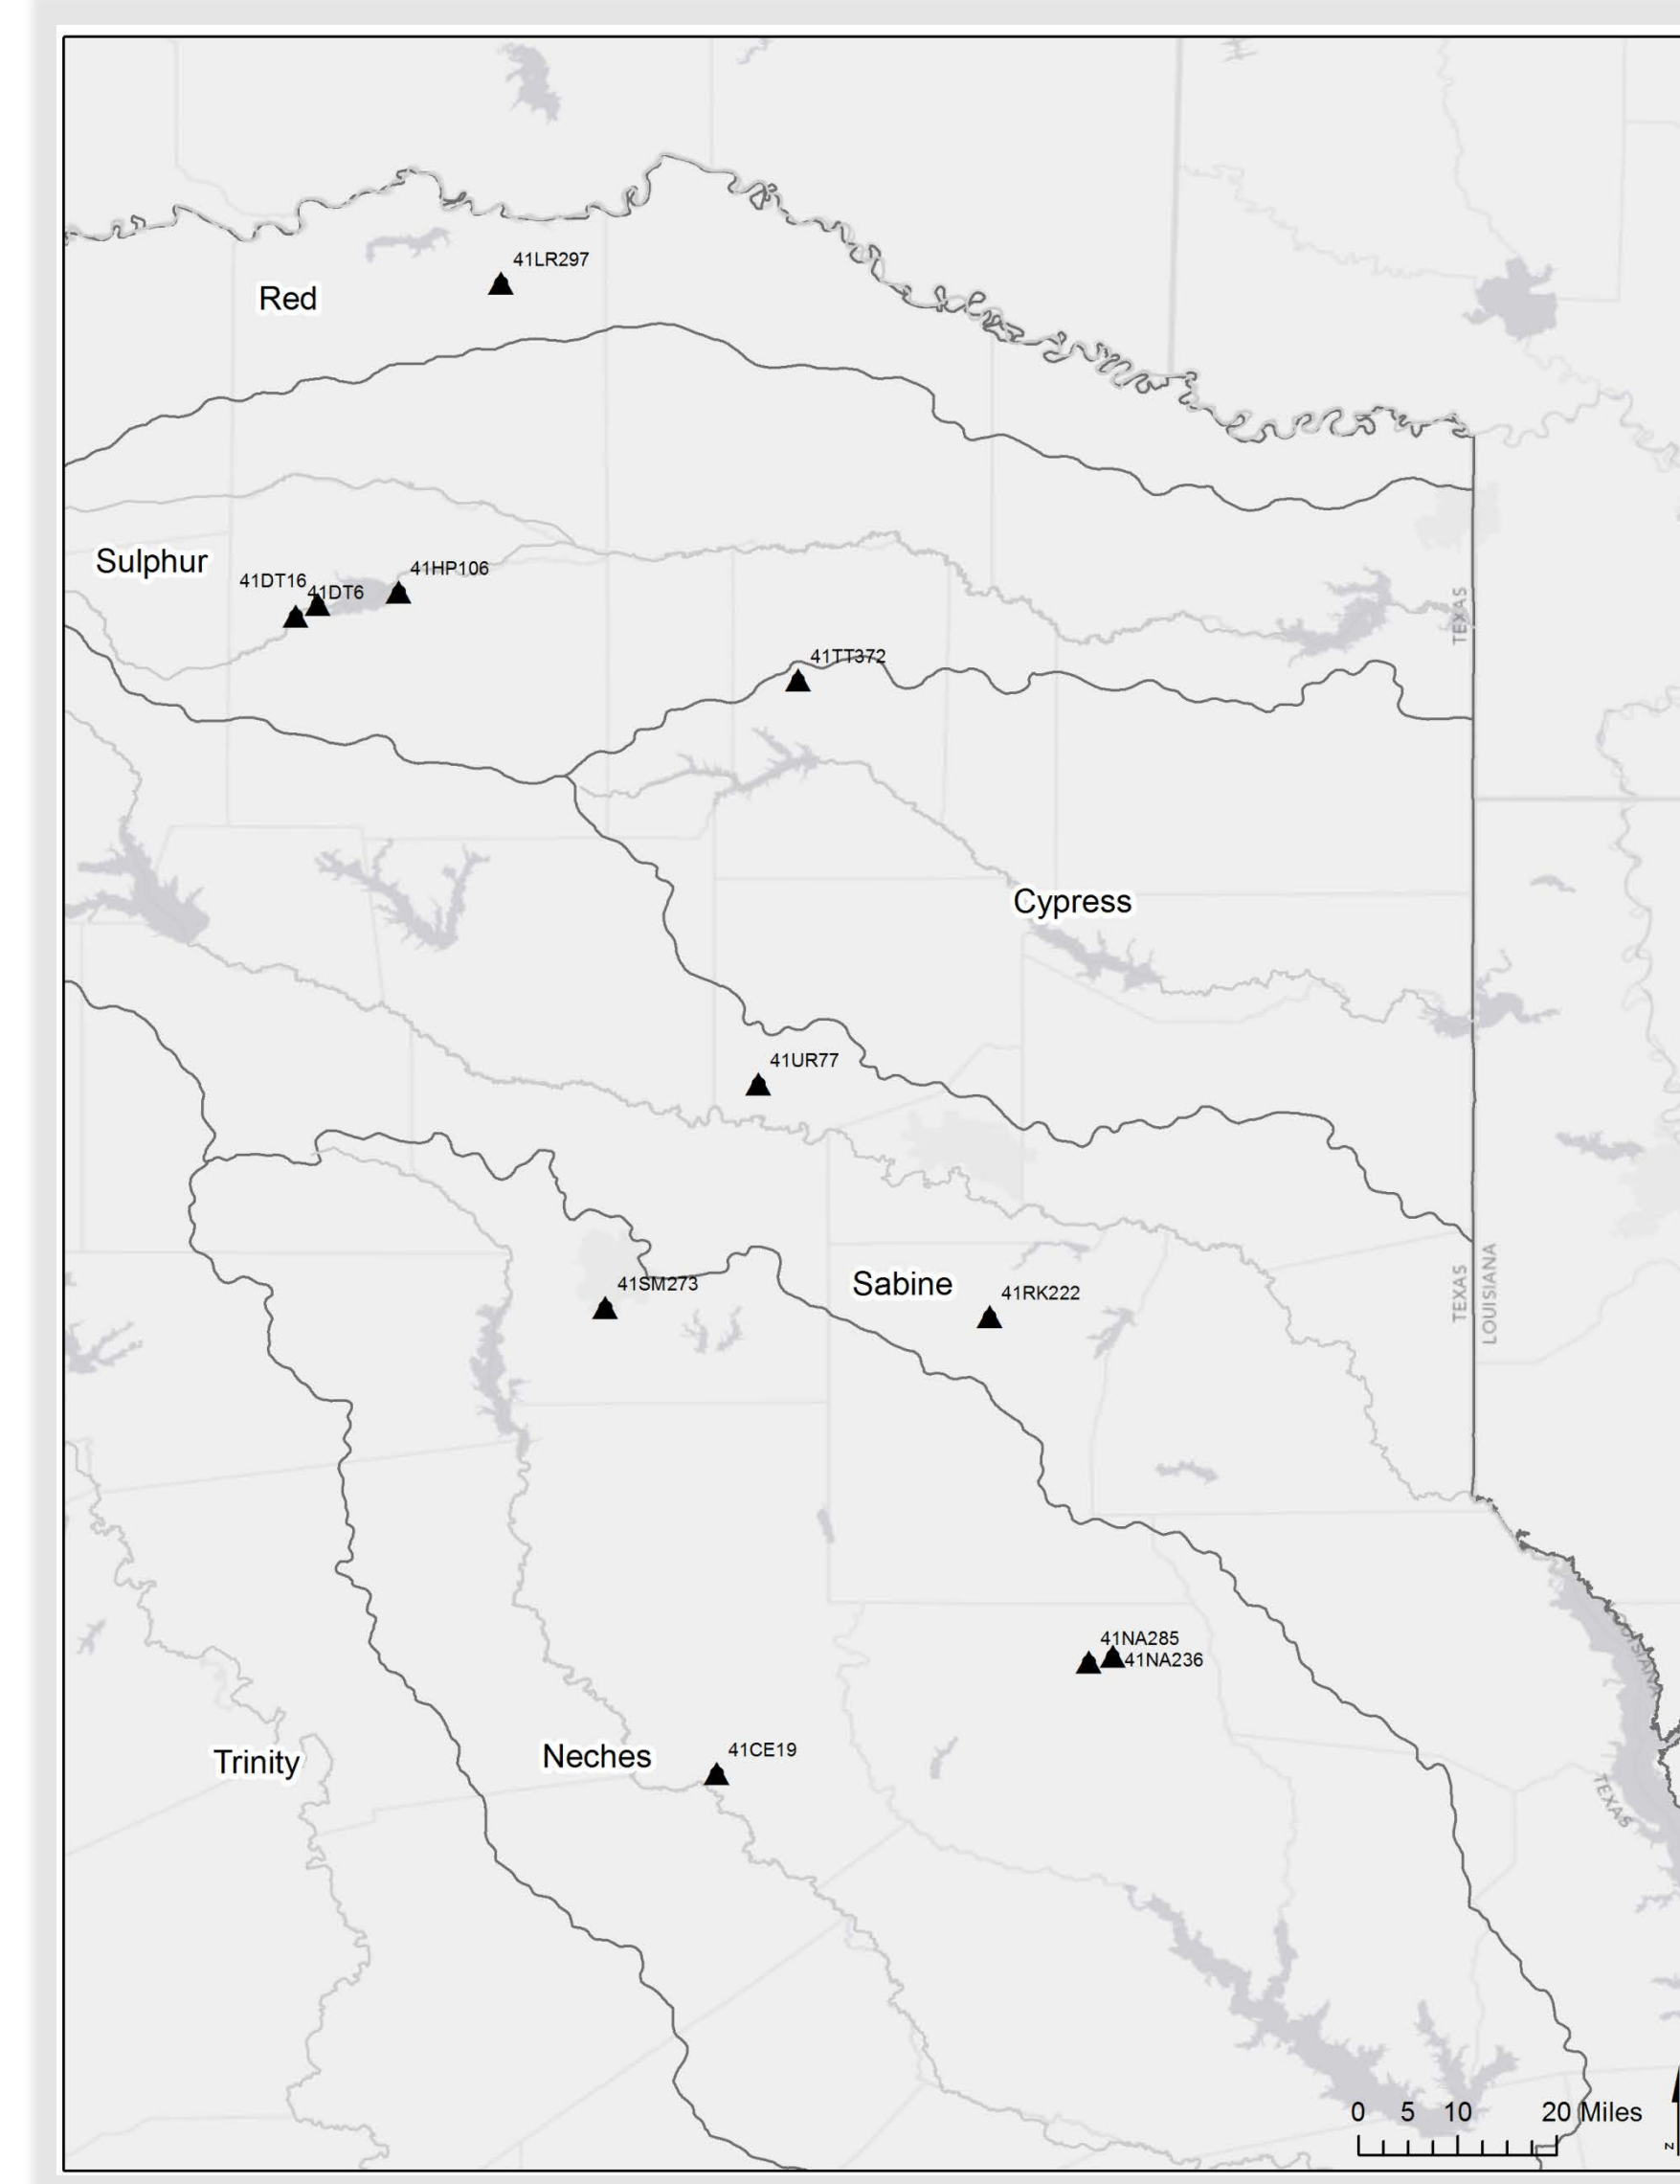 41LR297
Red
Sulphur
41DT16
41DT6
41HP106
TEXAS
41TT372
Cypress
41UR77
41SM273
Sabine
41RK222
TEXAS
LOUISIANA
41NA285
41NA236
LOUISIANA
Trinity
Neches
41CE19
TEXAS
0 5 10 20 Miles
N